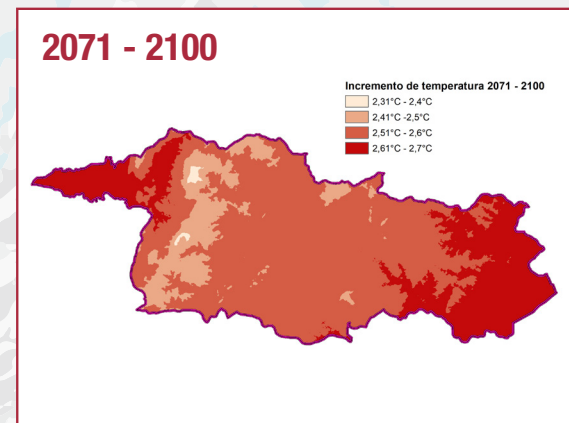 2071 - 2100
Incremento de temperatura 2071 - 2100
2,31°C - 2,4°C
2,41°C -2,5°C
2,51°C - 2,6°C
2,61°C - 2,7°C